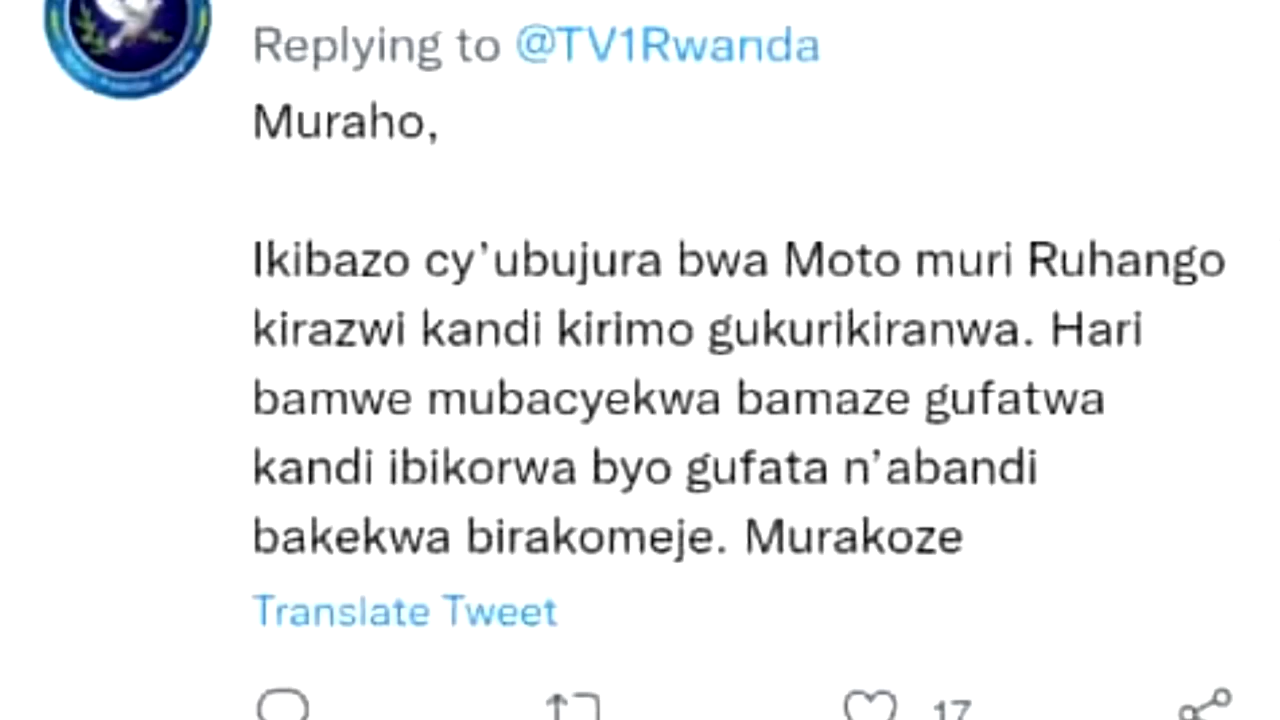 Replying to @TV1Rwanda
Muraho,
Ikibazo cy'ubujura bwa Moto muri Ruhango
kirazwi kandi kirimo gukurikiranwa. Hari
bamwe mubacyekwa bamaze gufatwa
kandi ibikorwa byo gufata n'abandi
bakekwa birakomeje. Murakoze
Translate Tweet
17